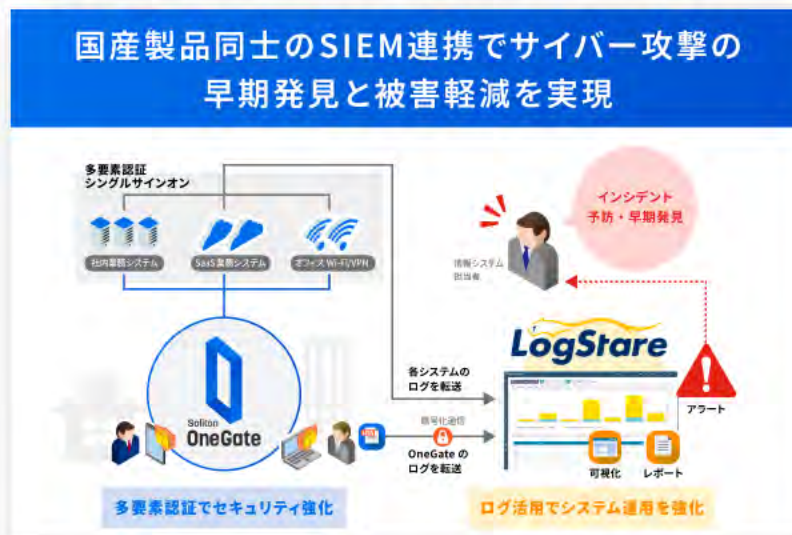 国産製品同士のSIEM連携でサイバー攻撃の
早期発見と被害軽減を実現
多要素認証
シングルサインオン
社内業務システム
SaaS業務システム
オフィスWi-Fi/VPN
インシデント
予防・早期発見
情報システム
担当者
LogStare
各システムの
ログを転送
アラート
Soliton
OneGate
暗号化通信
OneGate の
ログを転送
可視化
レポート
多要素認証でセキュリティ強化
ログ活用でシステム運用を強化